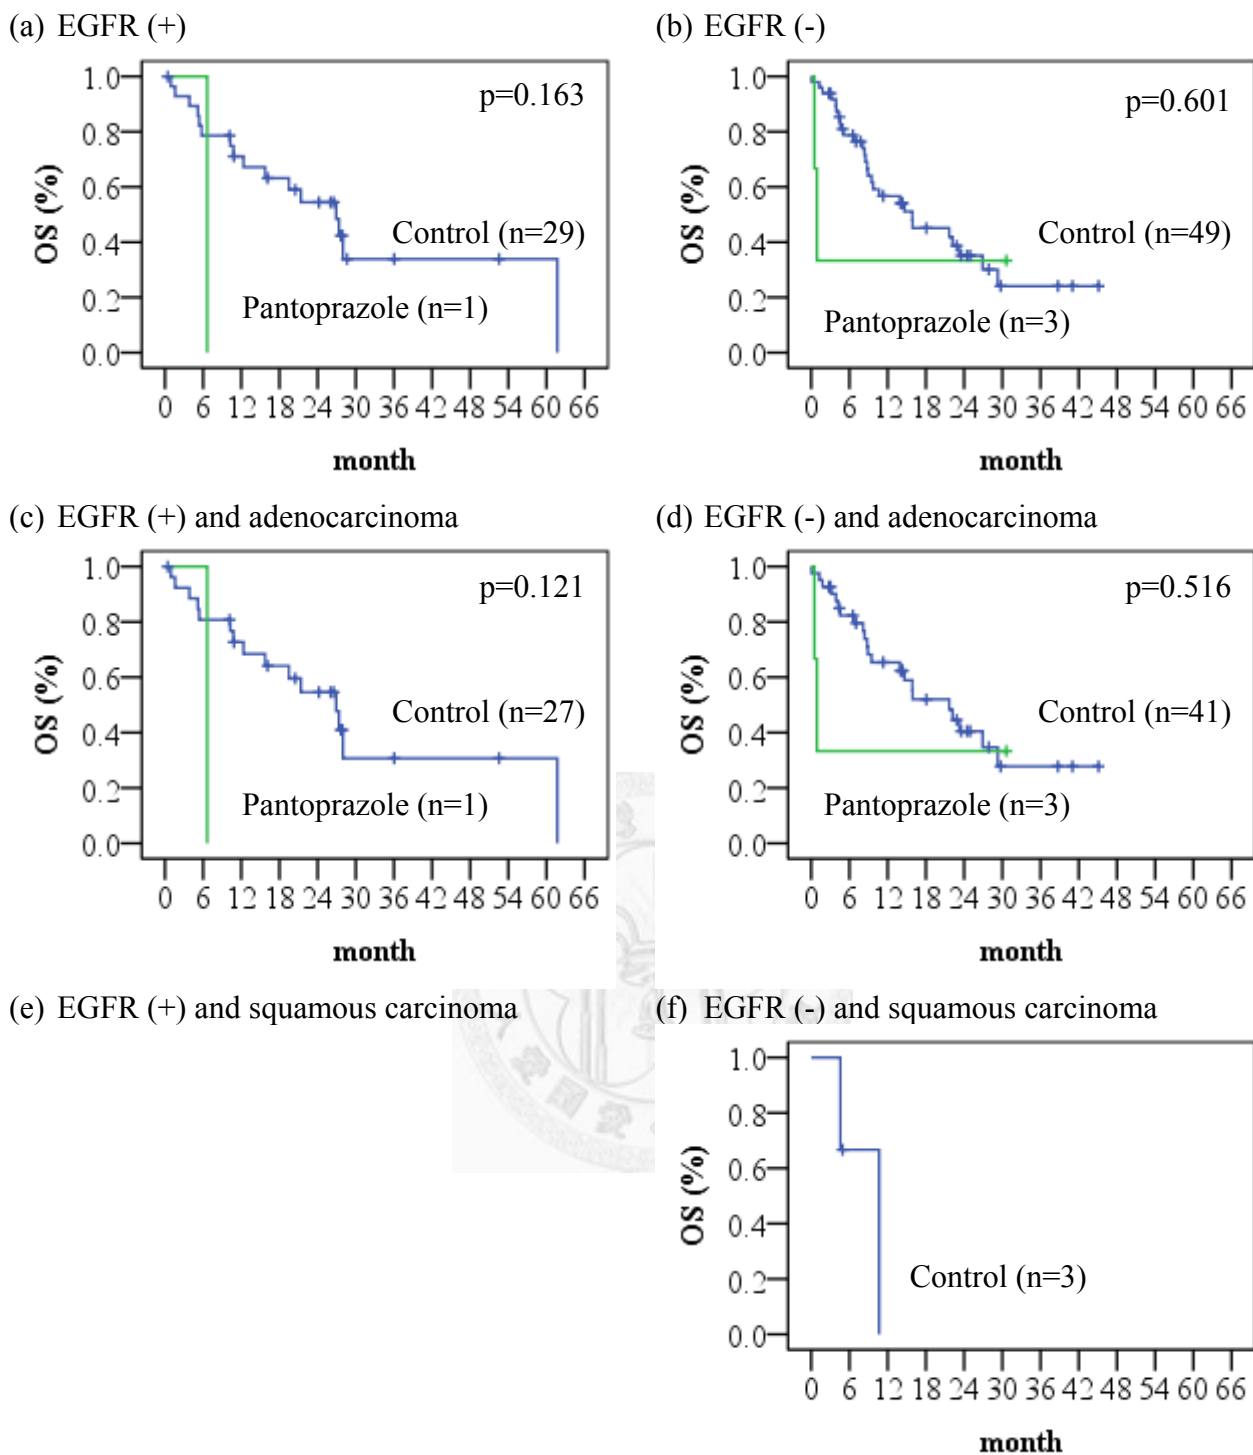 (a) EGFR (+)
1.0
0.8
0.6
0.4
0.2
0.0
OS (%)
p=0.163
Control (n=29)
Pantoprazole (n=1)
0 6 12 18 24 30 36 42 48 54 60 66
month
(b) EGFR (-)
1.0
0.8
0.6
0.4
0.2
0.0
OS (%)
p=0.601
Control (n=49)
Pantoprazole (n=3)
0 6 12 18 24 30 36 42 48 54 60 66
month
(c) EGFR (+) and adenocarcinoma
1.0
0.8
0.6
0.4
0.2
0.0
OS (%)
p=0.121
Control (n=27)
Pantoprazole (n=1)
0 6 12 18 24 30 36 42 48 54 60 66
month
(d) EGFR (-) and adenocarcinoma
1.0
0.8
0.6
0.4
0.2
0.0
OS (%)
p=0.516
Control (n=41)
Pantoprazole (n=3)
0 6 12 18 24 30 36 42 48 54 60 66
month
(e) EGFR (+) and squamous carcinoma
(f) EGFR (-) and squamous carcinoma
1.0
0.8
0.6
0.4
0.2
0.0
OS (%)
Control (n=3)
0 6 12 18 24 30 36 42 48 54 60 66
month